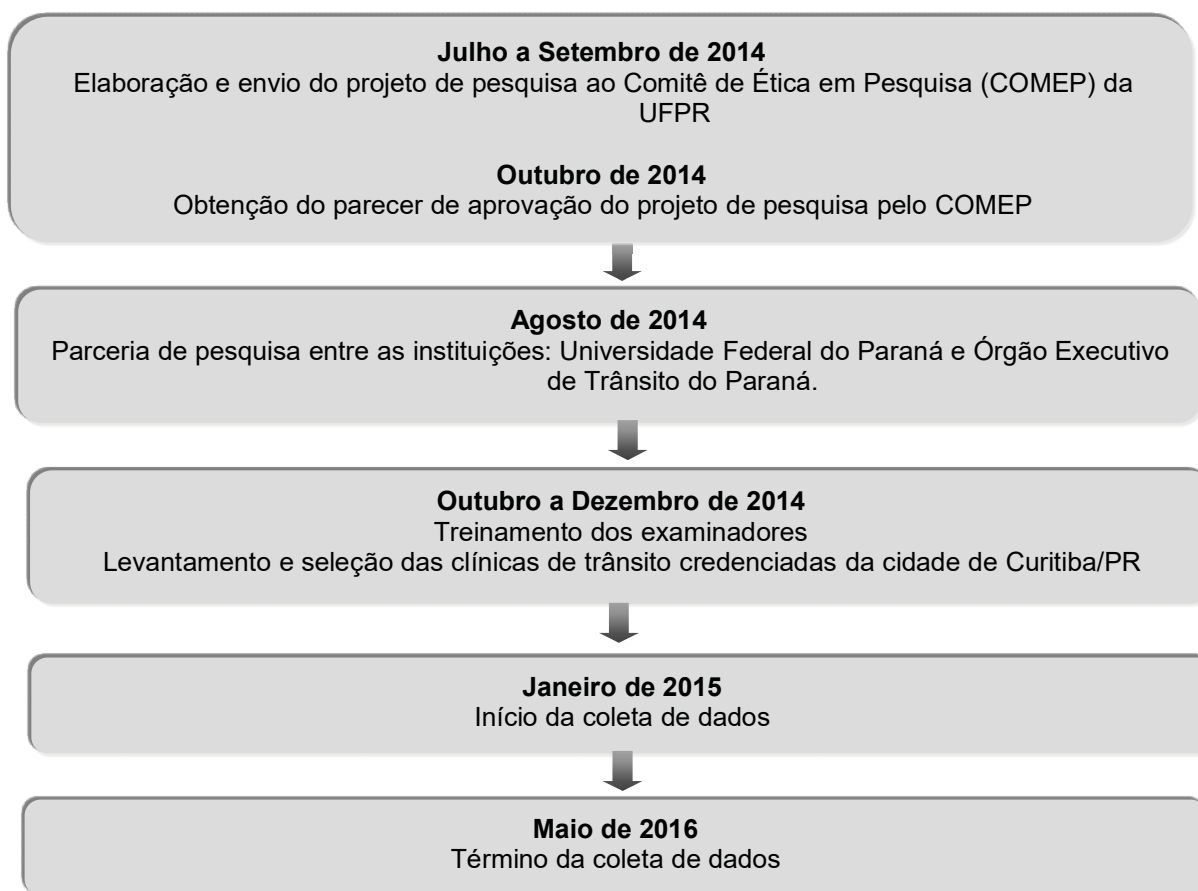 Julho a Setembro de 2014
Elaboração e envio do projeto de pesquisa ao Comitê de Ética em Pesquisa (COMEP) da
UFPR
Outubro de 2014
Obtenção do parecer de aprovação do projeto de pesquisa pelo COMEP
Agosto de 2014
Parceria de pesquisa entre as instituições: Universidade Federal do Paraná e Órgão Executivo
de Trânsito do Paraná.
Outubro a Dezembro de 2014
Treinamento dos examinadores
Levantamento e seleção das clínicas de trânsito credenciadas da cidade de Curitiba/PR
Janeiro de 2015
Início da coleta de dados
Maio de 2016
Término da coleta de dados